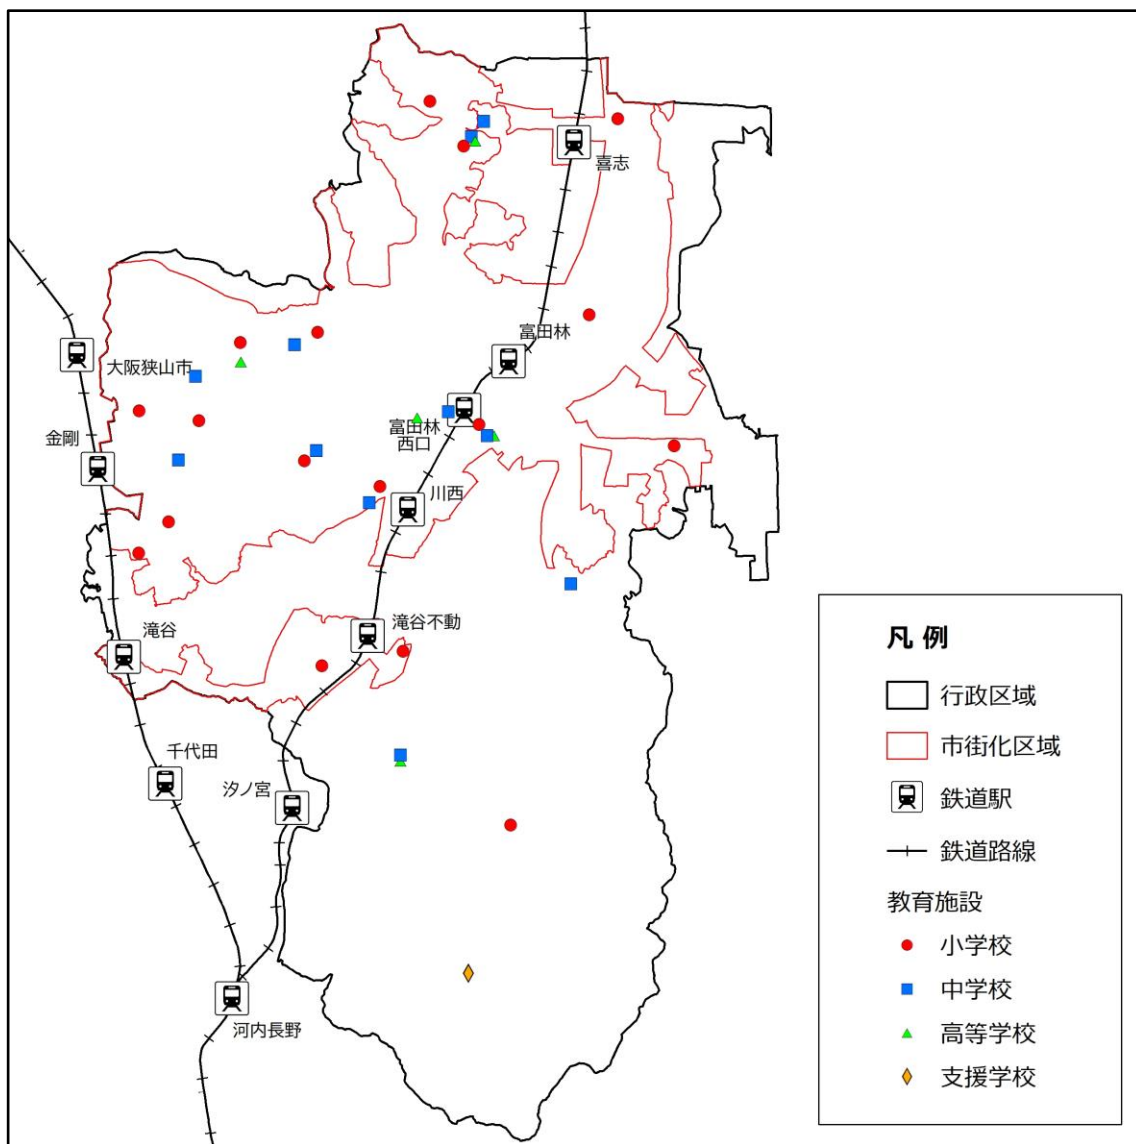 喜志
富田林
大阪狭山市
富田林
西口
金剛
川西
滝谷不動
滝谷
千代田
汐ノ宮
河内長野
凡 例
行政区域
市街化区域
鉄道駅
鉄道路線
教育施設
小学校
中学校
高等学校
支援学校